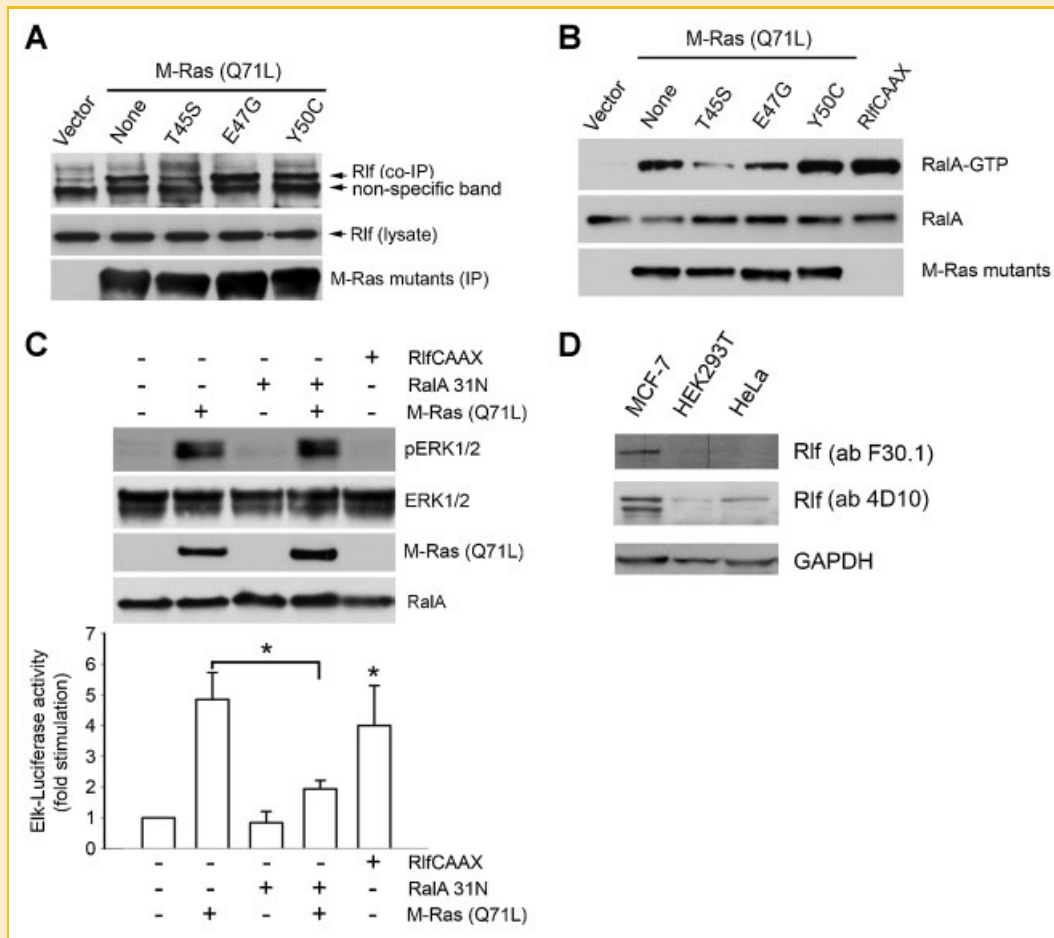 A
M-Ras (Q71L)
Vector
None
T45S
E47G
Y50C
Rlf (co-IP)
non-specific band
Rlf (lysate)
M-Ras mutants (IP)
B
M-Ras (Q71L)
Vector
None
T45S
E47G
Y50C
RlfCAAX
RalA-GTP
RalA
M-Ras mutants
C
- - - - + RlfCAAX
- - + + - RalA 31N
- + - + - M-Ras (Q71L)
pERK1/2
ERK1/2
M-Ras (Q71L)
RalA
Elk-Luciferase activity
(fold stimulation)
7
6
5
4
3
2
1
0
*
*
- - - - + RlfCAAX
- - + + - RalA 31N
- + - + - M-Ras (Q71L)
D
MCF-7
HEK293T
HeLa
Rlf (ab F30.1)
Rlf (ab 4D10)
GAPDH